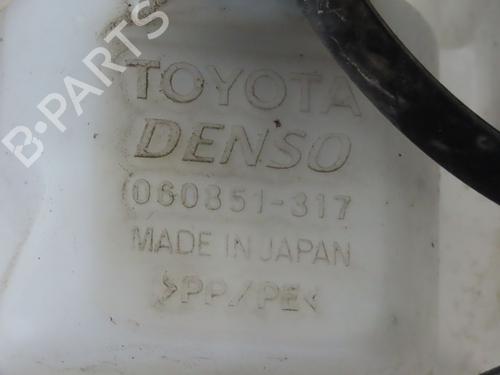 B-PARTS
TOYOTA
DENSO
060851-317
MADE IN JAPAN
>PP/PE<